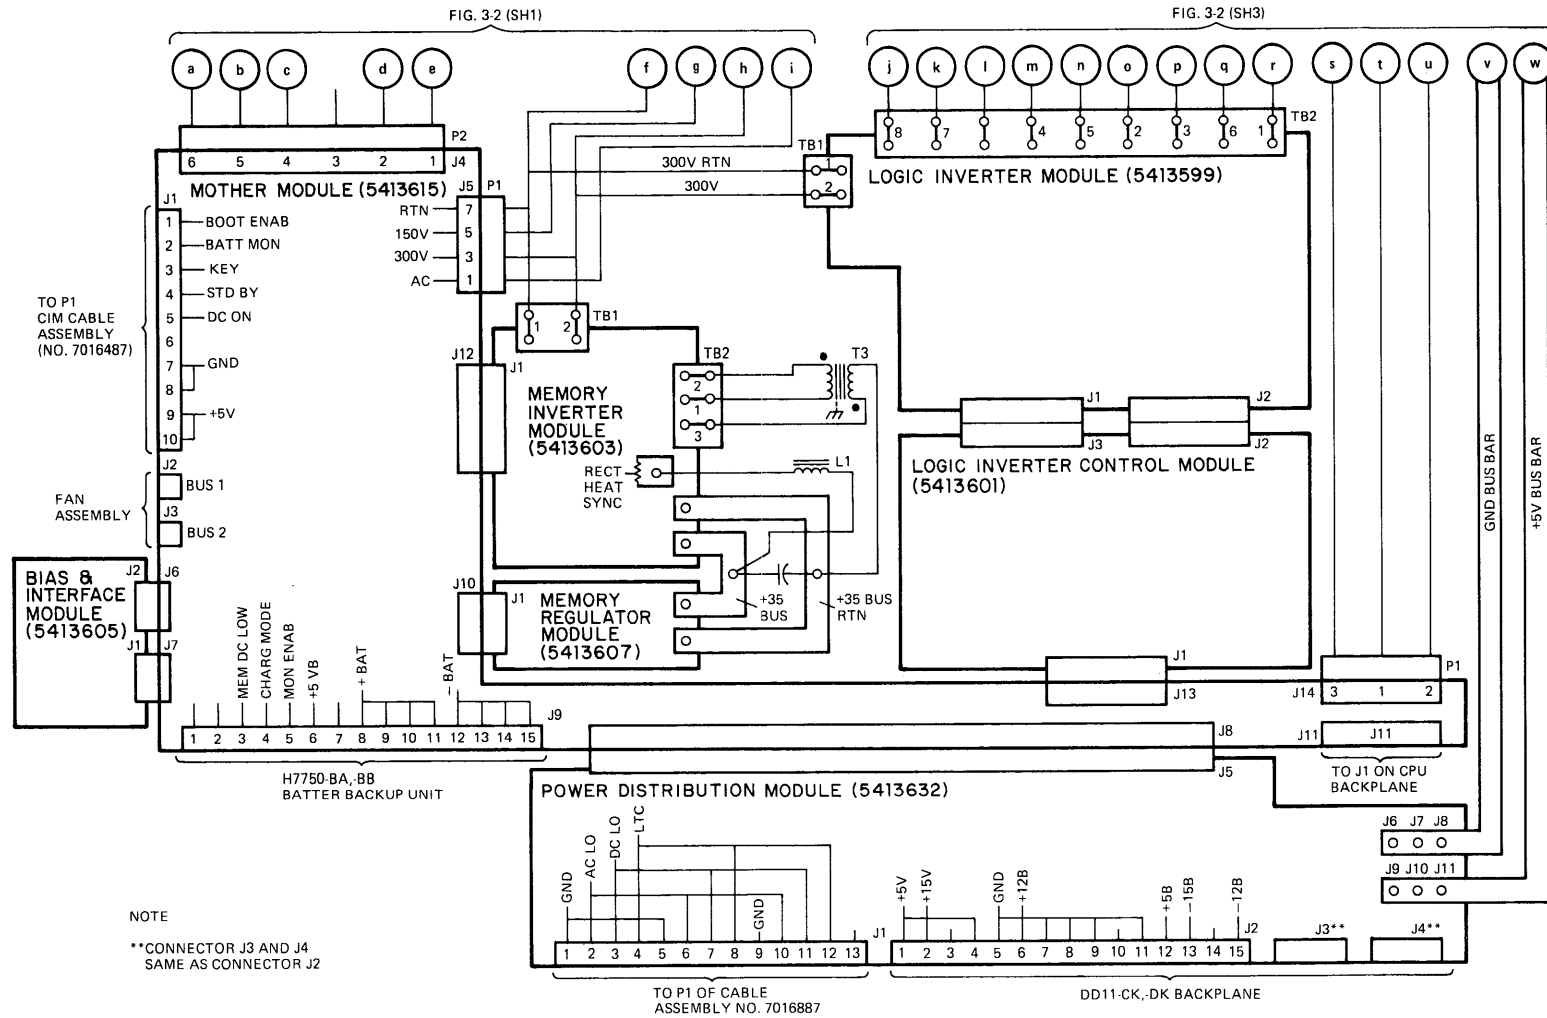 FIG. 3-2 (SH1)
FIG. 3-2 (SH3)
a b c d e f g h i j k l m n o p q r s t u v w
P2
6 5 4 3 2 1 J4
MOTHER MODULE (5413615)
8 7 4 5 2 3 6 1 TB2
TB1
1
2
300V RTN
300V
LOGIC INVERTER MODULE (5413599)
J5 P1
RTN 7
150V 5
300V 3
AC 1
J1
1 BOOT ENAB
2 BATT MON
3 KEY
4 STD BY
5 DC ON
6
7 GND
8
9 +5V
10
TO P1
CIM CABLE
ASSEMBLY
(NO. 7016487)
1 2 TB1
J12
J1
MEMORY
INVERTER
MODULE
(5413603)
TB2
2
1
3
T3
RECT
HEAT
SYNC
L1
J1
J2
J3
J2
LOGIC INVERTER CONTROL MODULE
(5413601)
GND BUS BAR
+5V BUS BAR
J2
BUS 1
J3
BUS 2
FAN
ASSEMBLY
BIAS &
INTERFACE
MODULE
(5413605)
J2 J6
J1 J7
J10
J1
MEMORY
REGULATOR
MODULE
(5413607)
+35
BUS
+35 BUS
RTN
MEM DC LOW
CHARG MODE
MON ENAB
+5 VB
+ BAT
– BAT
J9
1 2 3 4 5 6 7 8 9 10 11 12 13 14 15
H7750-BA,-BB
BATTER BACKUP UNIT
J1
J13
P1
J14 3 1 2
J11 J11
TO J1 ON CPU
BACKPLANE
J8
J5
POWER DISTRIBUTION MODULE (5413632)
J6 J7 J8
J9 J10 J11
GND
AC LO
DC LO
LTC
GND
J1
1 2 3 4 5 6 7 8 9 10 11 12 13
TO P1 OF CABLE
ASSEMBLY NO. 7016887
+5V
+15V
GND
+12B
+5B
–15B
–12B
J2
1 2 3 4 5 6 7 8 9 10 11 12 13 14 15
J3**
J4**
DD11-CK,-DK BACKPLANE
NOTE
**CONNECTOR J3 AND J4
SAME AS CONNECTOR J2